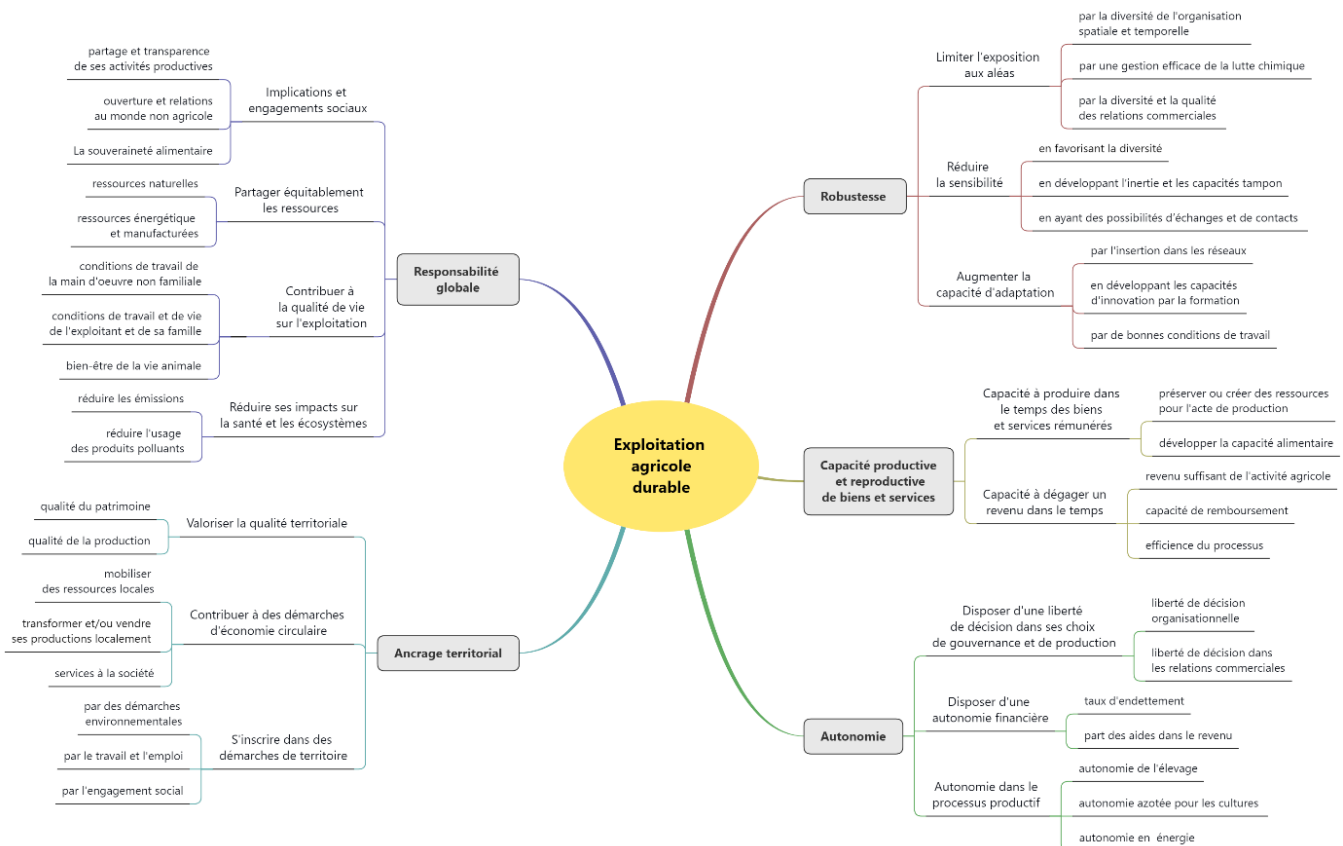 Exploitation
agricole
durable
Robustesse
Limiter l'exposition
aux aléas
par la diversité de l'organisation
spatiale et temporelle
par une gestion efficace de la lutte chimique
par la diversité et la qualité
des relations commerciales
Réduire
la sensibilité
en favorisant la diversité
en développant l'inertie et les capacités tampon
en ayant des possibilités d'échanges et de contacts
Augmenter la
capacité d'adaptation
par l'insertion dans les réseaux
en développant les capacités
d'innovation par la formation
par de bonnes conditions de travail
Capacité productive
et reproductive
de biens et services
Capacité à produire dans
le temps des biens
et services rémunérés
préserver ou créer des ressources
pour l'acte de production
développer la capacité alimentaire
Capacité à dégager un
revenu dans le temps
revenu suffisant de l'activité agricole
capacité de remboursement
efficience du processus
Autonomie
Disposer d'une liberté
de décision dans ses choix
de gouvernance et de production
liberté de décision
organisationnelle
liberté de décision dans
les relations commerciales
Disposer d'une
autonomie financière
taux d'endettement
part des aides dans le revenu
Autonomie dans le
processus productif
autonomie de l'élevage
autonomie azotée pour les cultures
autonomie en énergie
Responsabilité
globale
Implications et
engagements sociaux
partage et transparence
de ses activités productives
ouverture et relations
au monde non agricole
La souveraineté alimentaire
Partager équitablement
les ressources
ressources naturelles
ressources énergétique
et manufacturées
Contribuer à
la qualité de vie
sur l'exploitation
conditions de travail de
la main d'oeuvre non familiale
conditions de travail et de vie
de l'exploitant et de sa famille
bien-être de la vie animale
Réduire ses impacts sur
la santé et les écosystèmes
réduire les émissions
réduire l'usage
des produits polluants
Ancrage territorial
Valoriser la qualité territoriale
qualité du patrimoine
qualité de la production
Contribuer à des démarches
d'économie circulaire
mobiliser
des ressources locales
transformer et/ou vendre
ses productions localement
services à la société
S'inscrire dans des
démarches de territoire
par des démarches
environnementales
par le travail et l'emploi
par l'engagement social